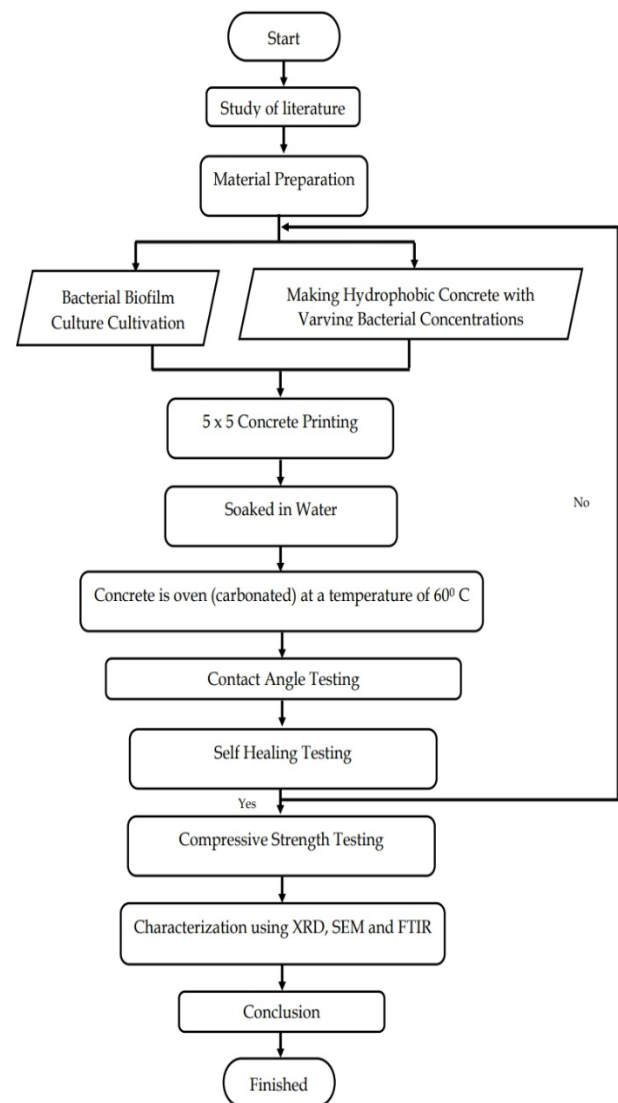 Start
Study of literature
Material Preparation
Bacterial Biofilm
Culture Cultivation
Making Hydrophobic Concrete with
Varving Bacterial Concentrations
5 x 5 Concrete Printing
Soaked in Water
No
Concrete is oven (carbonated) at a temperature of 60⁰ C
Contact Angle Testing
Self Healing Testing
Yes
Compressive Strength Testing
Characterization using XRD, SEM and FTIR
Conclusion
Finished